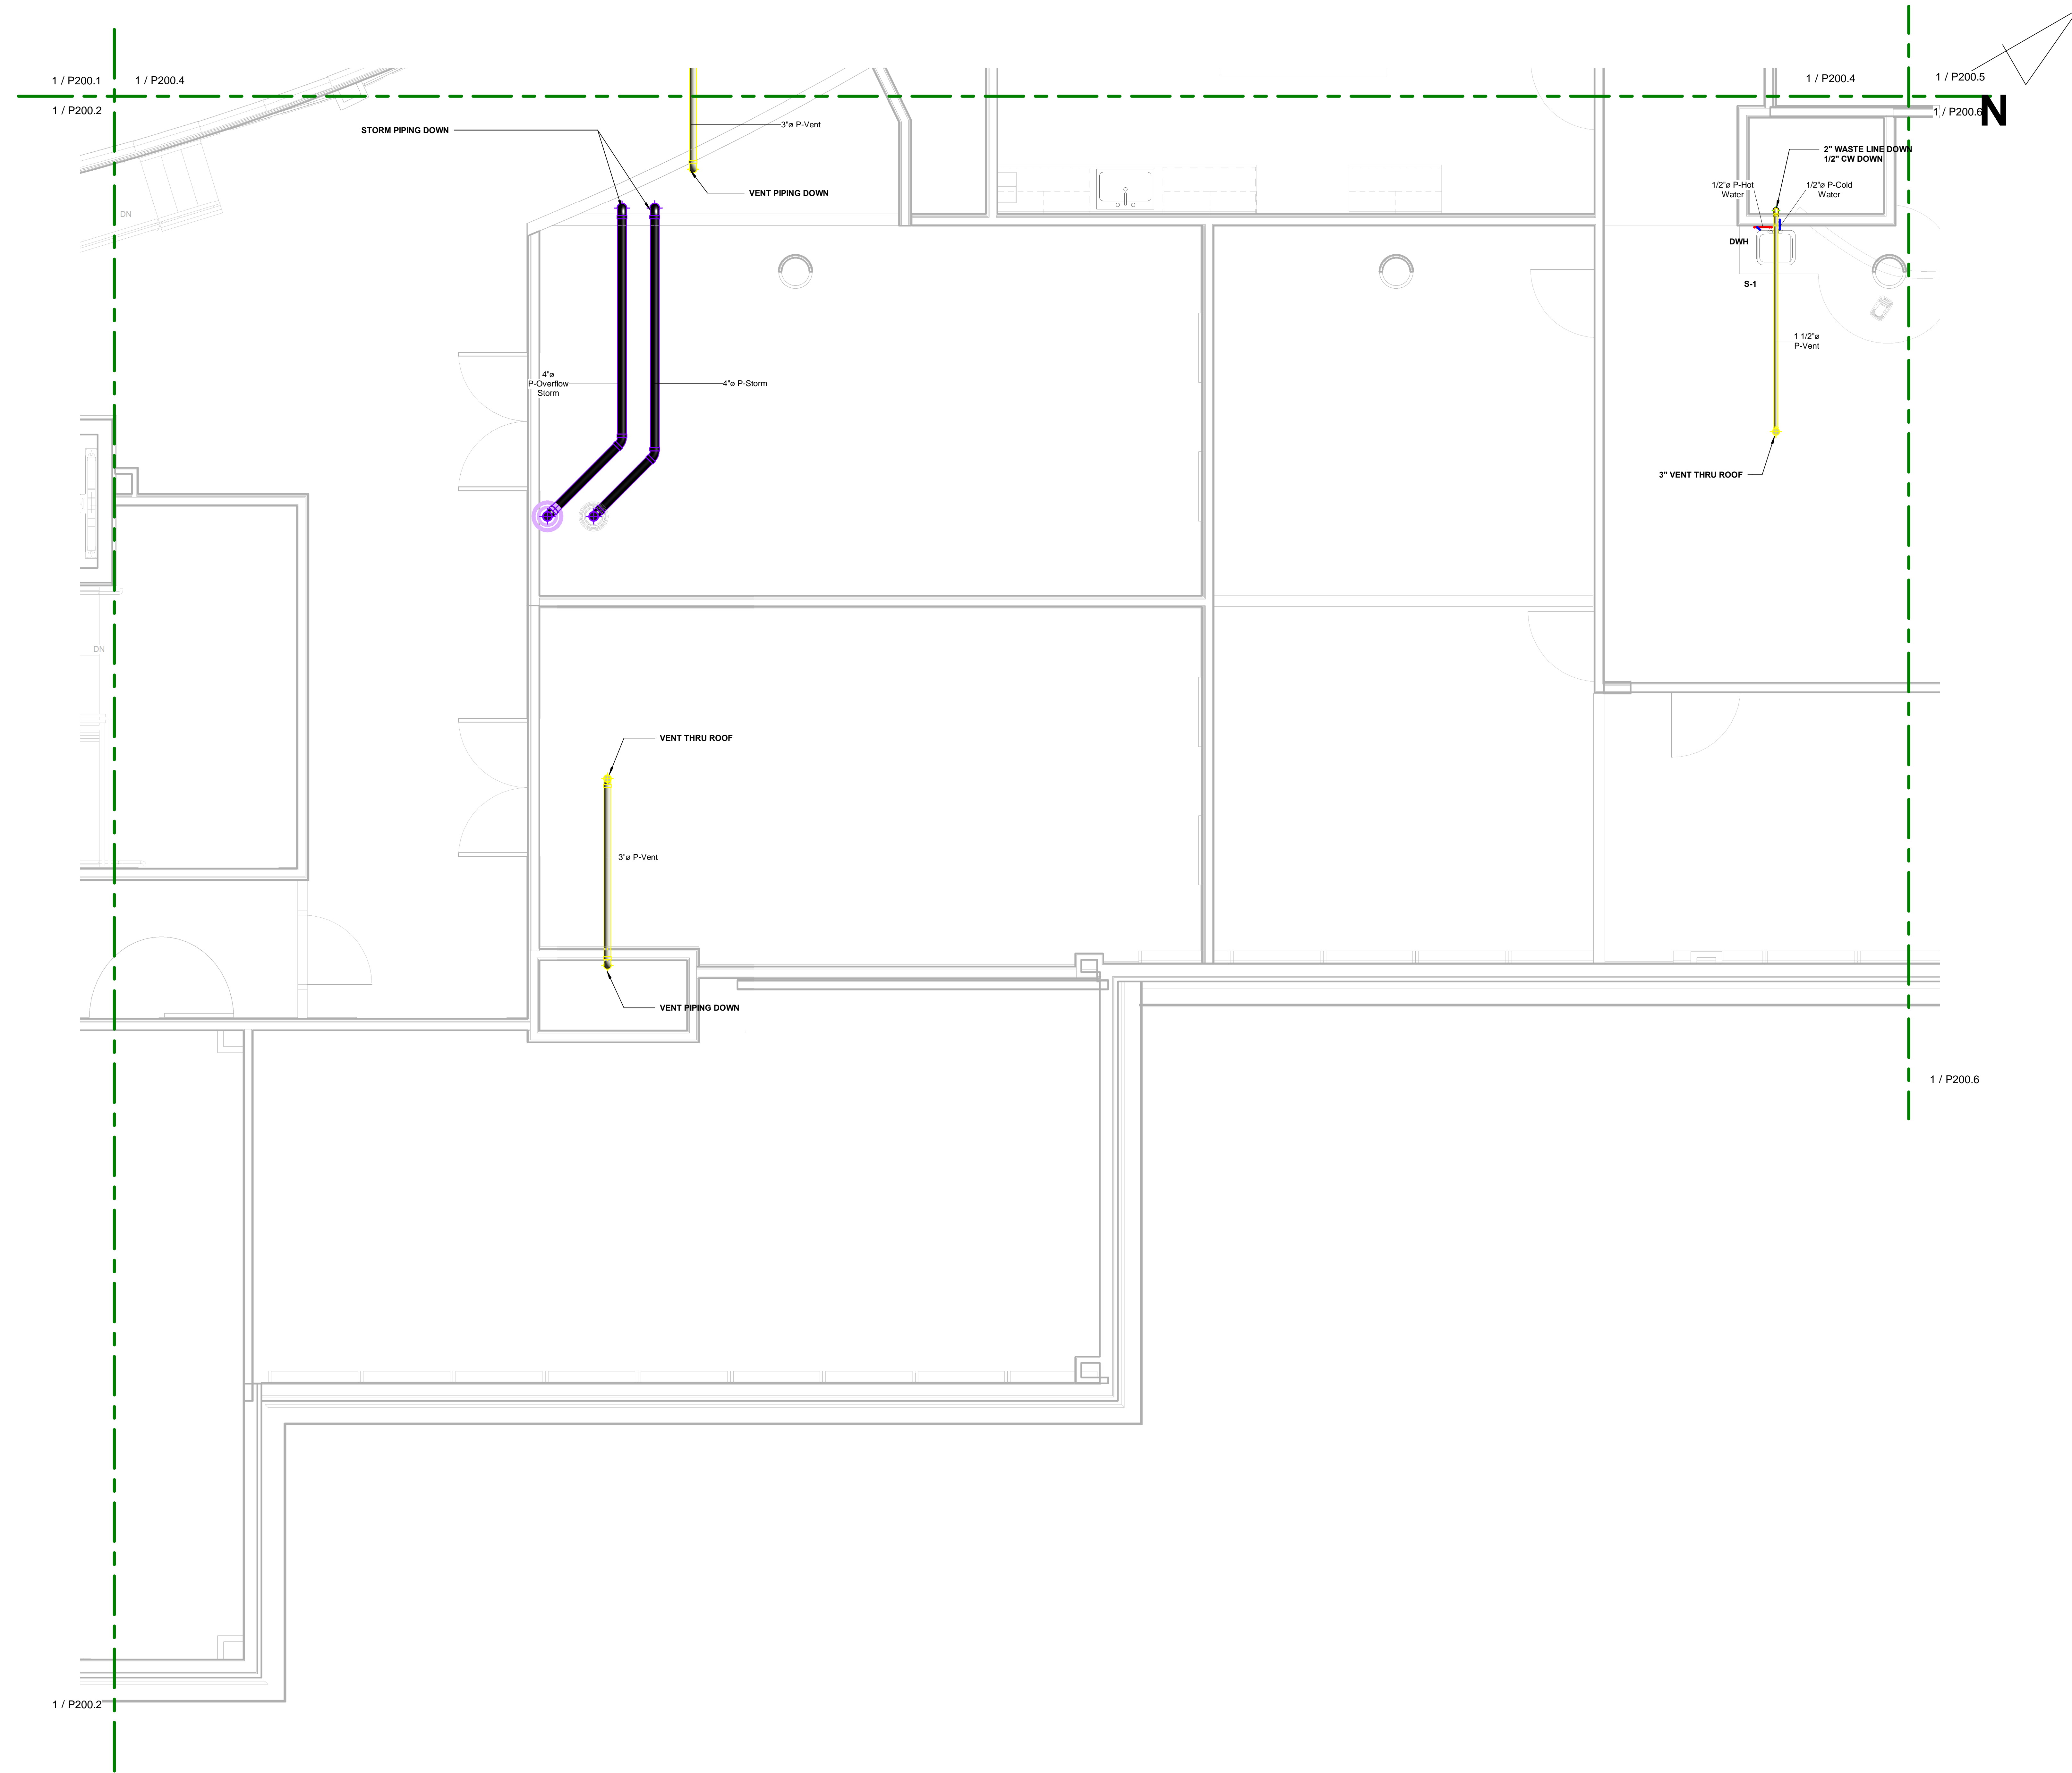 1 / P200.1
1 / P200.4
1 / P200.2
1 / P200.4
1 / P200.5
1 / P200.6
N
STORM PIPING DOWN
3"ø P-Vent
VENT PIPING DOWN
2" WASTE LINE DOWN
1/2" CW DOWN
1/2"ø P-Hot
Water
1/2"ø P-Cold
Water
DN
DWH
S-1
1 1/2"ø
P-Vent
4"ø
P-Overflow
Storm
4"ø P-Storm
3" VENT THRU ROOF
DN
VENT THRU ROOF
3"ø P-Vent
VENT PIPING DOWN
1 / P200.6
1 / P200.2